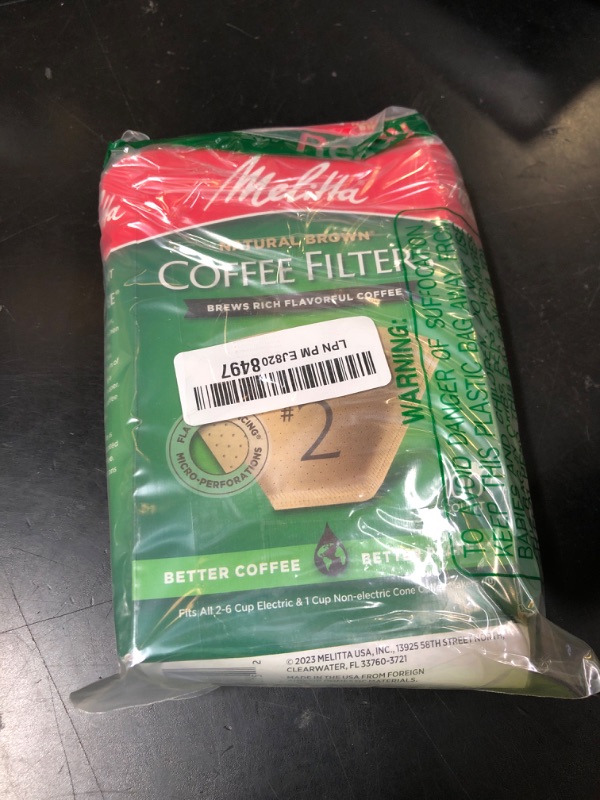 Melitta
NATURAL BROWN®
COFFEE FILTERS
BREWS RICH FLAVORFUL COFFEE
LPN PM EJ8208497
#2
MICRO-PERFORATIONS
BETTER COFFEE
Fits All 2-6 Cup Electric & 1 Cup Non-electric Cone
© 2023 MELITTA USA, INC., 13925 58TH STREET NORTH,
CLEARWATER, FL 33760-3721
MADE IN THE USA FROM FOREIGN
MATERIALS.
WARNING:
TO AVOID DANGER OF SUFFOCATION
KEEP THIS PLASTIC BAG AWAY FROM
BABIES AND